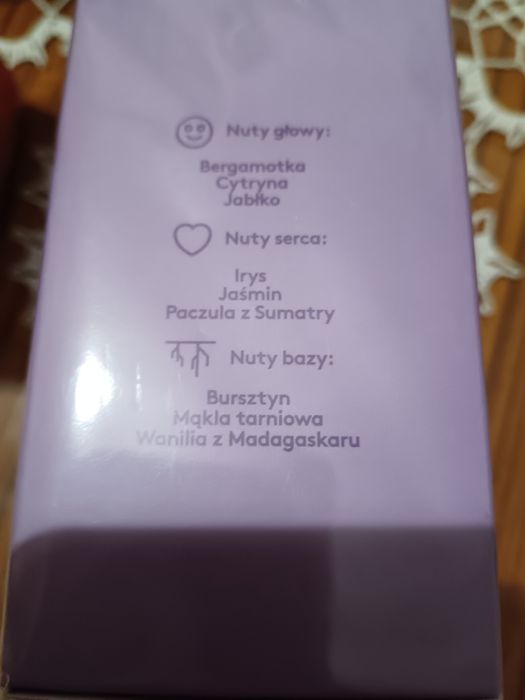 Nuty głowy:
Bergamotka
Cytryna
Jabłko
Nuty serca:
Irys
Jaśmin
Paczula z Sumatry
Nuty bazy:
Bursztyn
Mąkla tarniowa
Wanilia z Madagaskaru